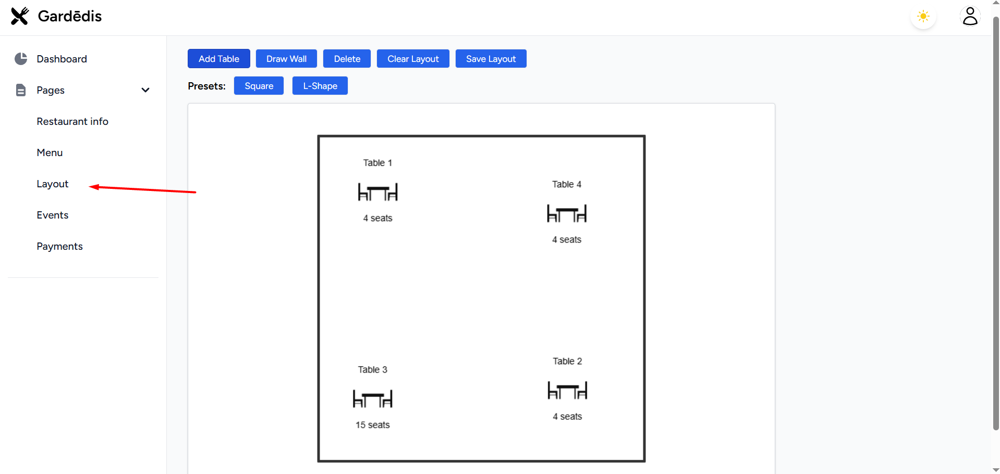 Gardēdis
Dashboard
Pages
Restaurant info
Menu
Layout
Events
Payments
Add Table Draw Wall Delete Clear Layout Save Layout
Presets: Square L-Shape
Table 1
4 seats
Table 4
4 seats
Table 3
15 seats
Table 2
4 seats